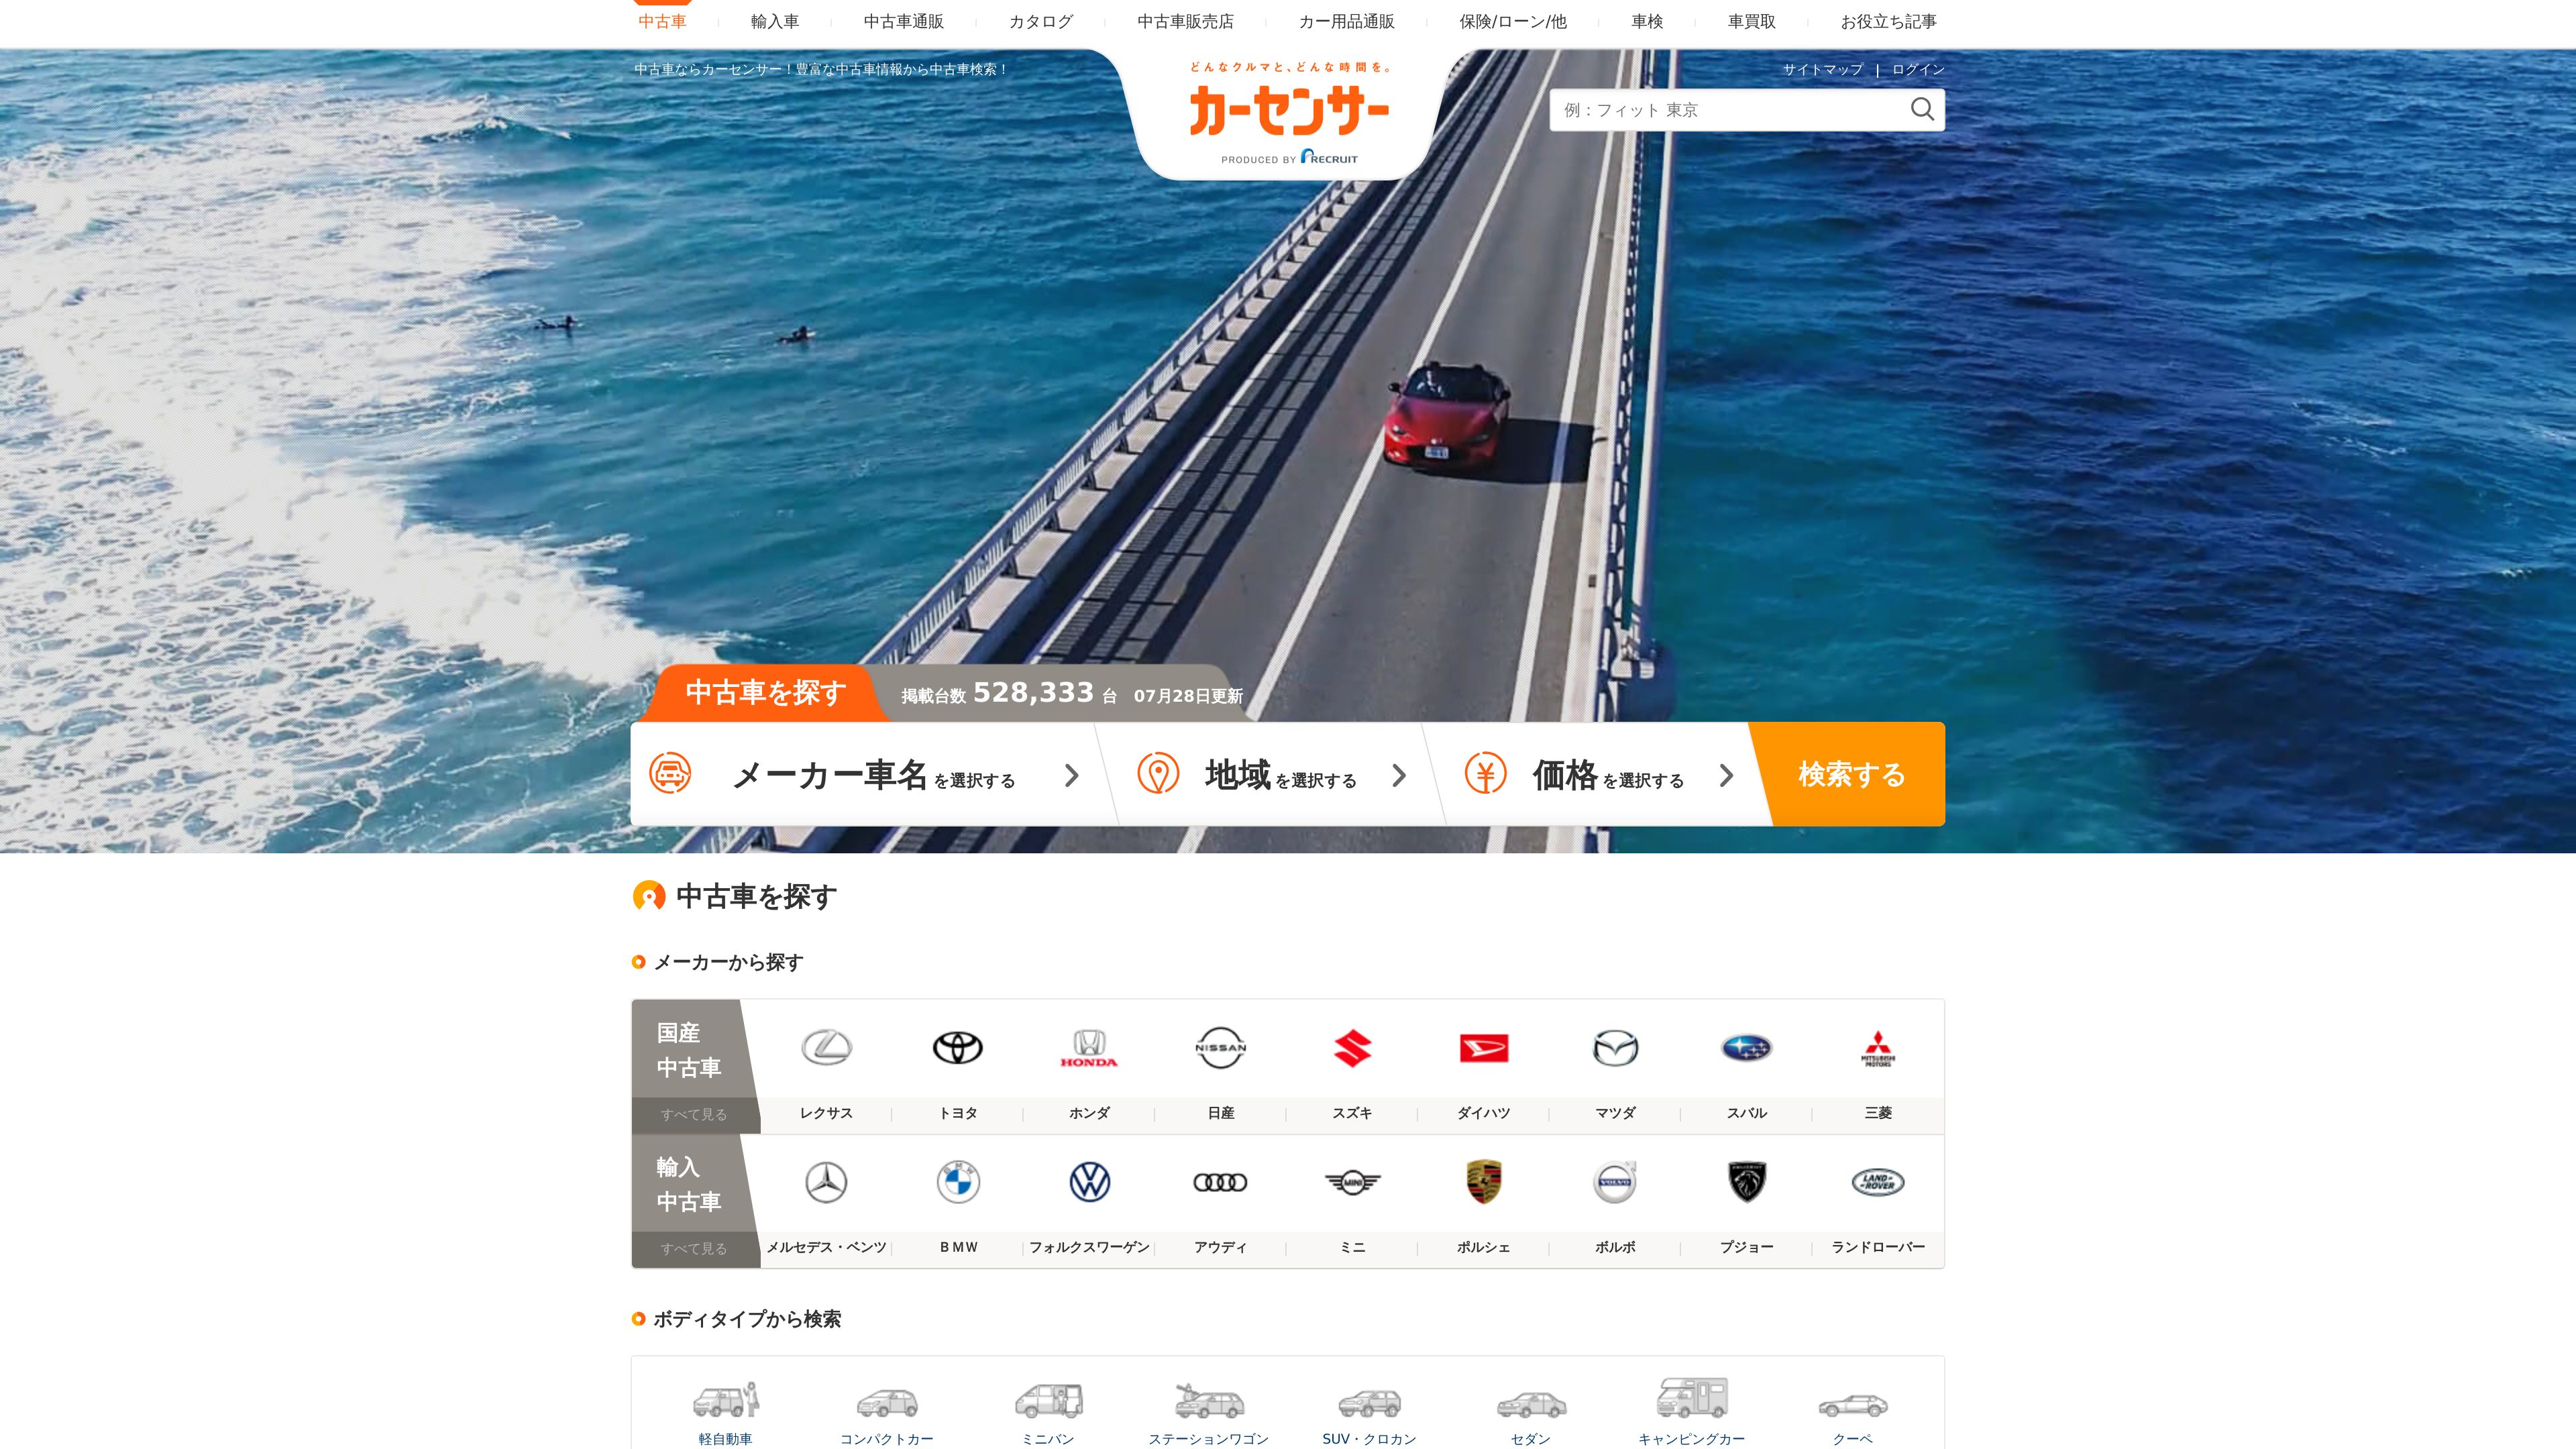 中古車 輸入車 中古車通販 カタログ 中古車販売店 カー用品通販 保険/ローン/他 車検 車買取 お役立ち記事
中古車ならカーセンサー！豊富な中古車情報から中古車検索！
どんなクルマと、どんな時間を。
カーセンサー
PRODUCED BY RECRUIT
サイトマップ | ログイン
例：フィット 東京
中古車を探す
掲載台数 528,333 台 07月28日更新
メーカー車名を選択する
地域を選択する
価格を選択する
検索する
中古車を探す
メーカーから探す
国産
中古車
すべて見る
HONDA
NISSAN
MITSUBISHI
MOTORS
レクサス トヨタ ホンダ 日産 スズキ ダイハツ マツダ スバル 三菱
輸入
中古車
すべて見る
BMW
MINI
VOLVO
LAND-
ROVER
メルセデス・ベンツ ＢＭＷ フォルクスワーゲン アウディ ミニ ポルシェ ボルボ プジョー ランドローバー
ボディタイプから検索
軽自動車 コンパクトカー ミニバン ステーションワゴン SUV・クロカン セダン キャンピングカー クーペ